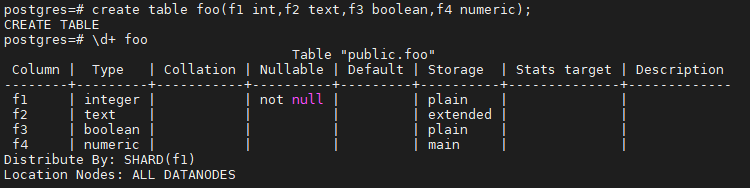 postgres=# create table foo(f1 int,f2 text,f3 boolean,f4 numeric);
CREATE TABLE
postgres=# \d+ foo
                                      Table "public.foo"
 Column |  Type   | Collation | Nullable | Default | Storage  | Stats target | Description
--------+---------+-----------+----------+---------+----------+--------------+-------------
 f1     | integer |           | not null |         | plain    |              |
 f2     | text    |           |          |         | extended |              |
 f3     | boolean |           |          |         | plain    |              |
 f4     | numeric |           |          |         | main     |              |
Distribute By: SHARD(f1)
Location Nodes: ALL DATANODES